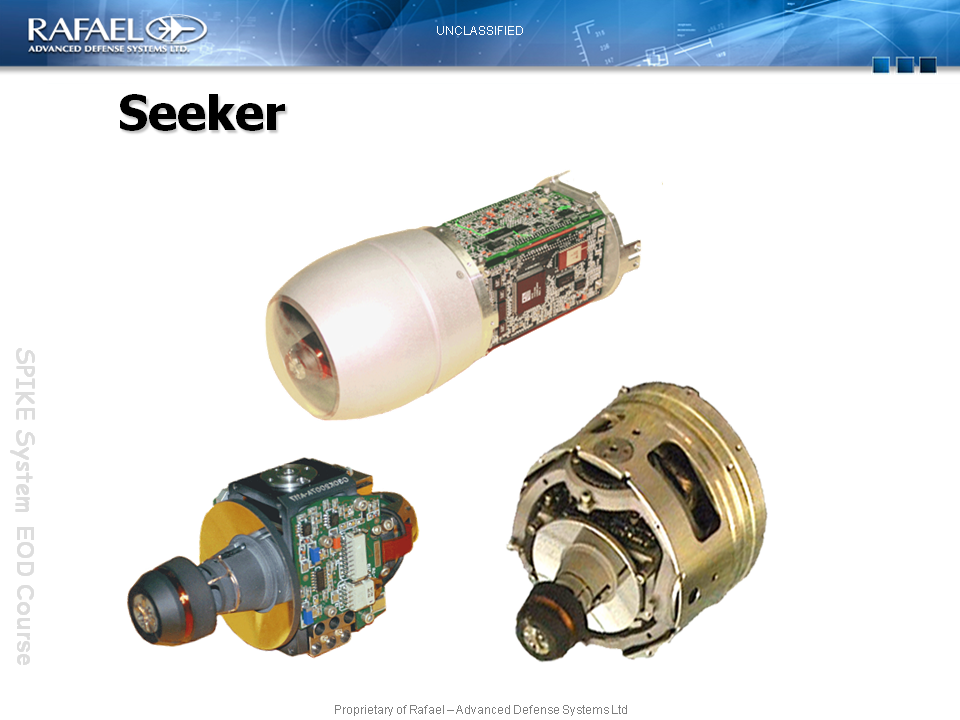 RAFAEL
ADVANCED DEFENSE SYSTEMS LTD.
UNCLASSIFIED
Seeker
SPIKE System EOD Course
Proprietary of Rafael – Advanced Defense Systems Ltd